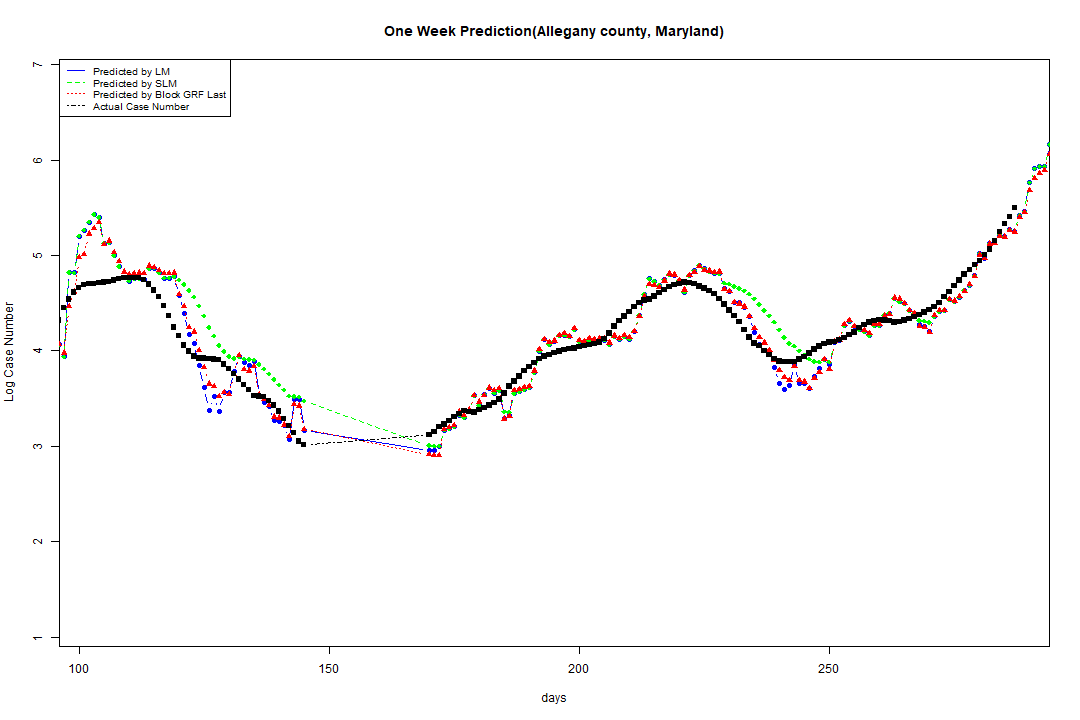 One Week Prediction(Allegany county, Maryland)
Predicted by LM
Predicted by SLM
Predicted by Block GRF Last
Actual Case Number
7
6
5
4
3
2
1
Log Case Number
100 150 200 250
days